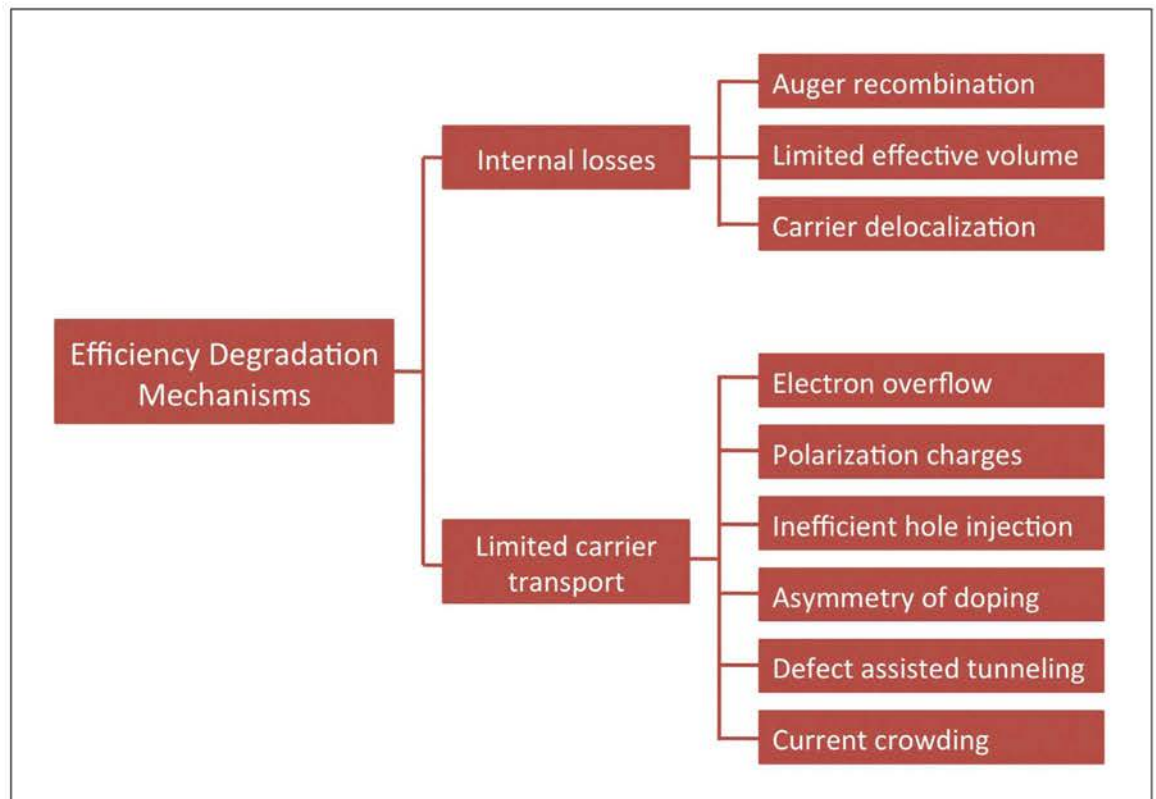 Efficiency Degradation
Mechanisms
Internal losses
Auger recombination
Limited effective volume
Carrier delocalization
Limited carrier
transport
Electron overflow
Polarization charges
Inefficient hole injection
Asymmetry of doping
Defect assisted tunneling
Current crowding